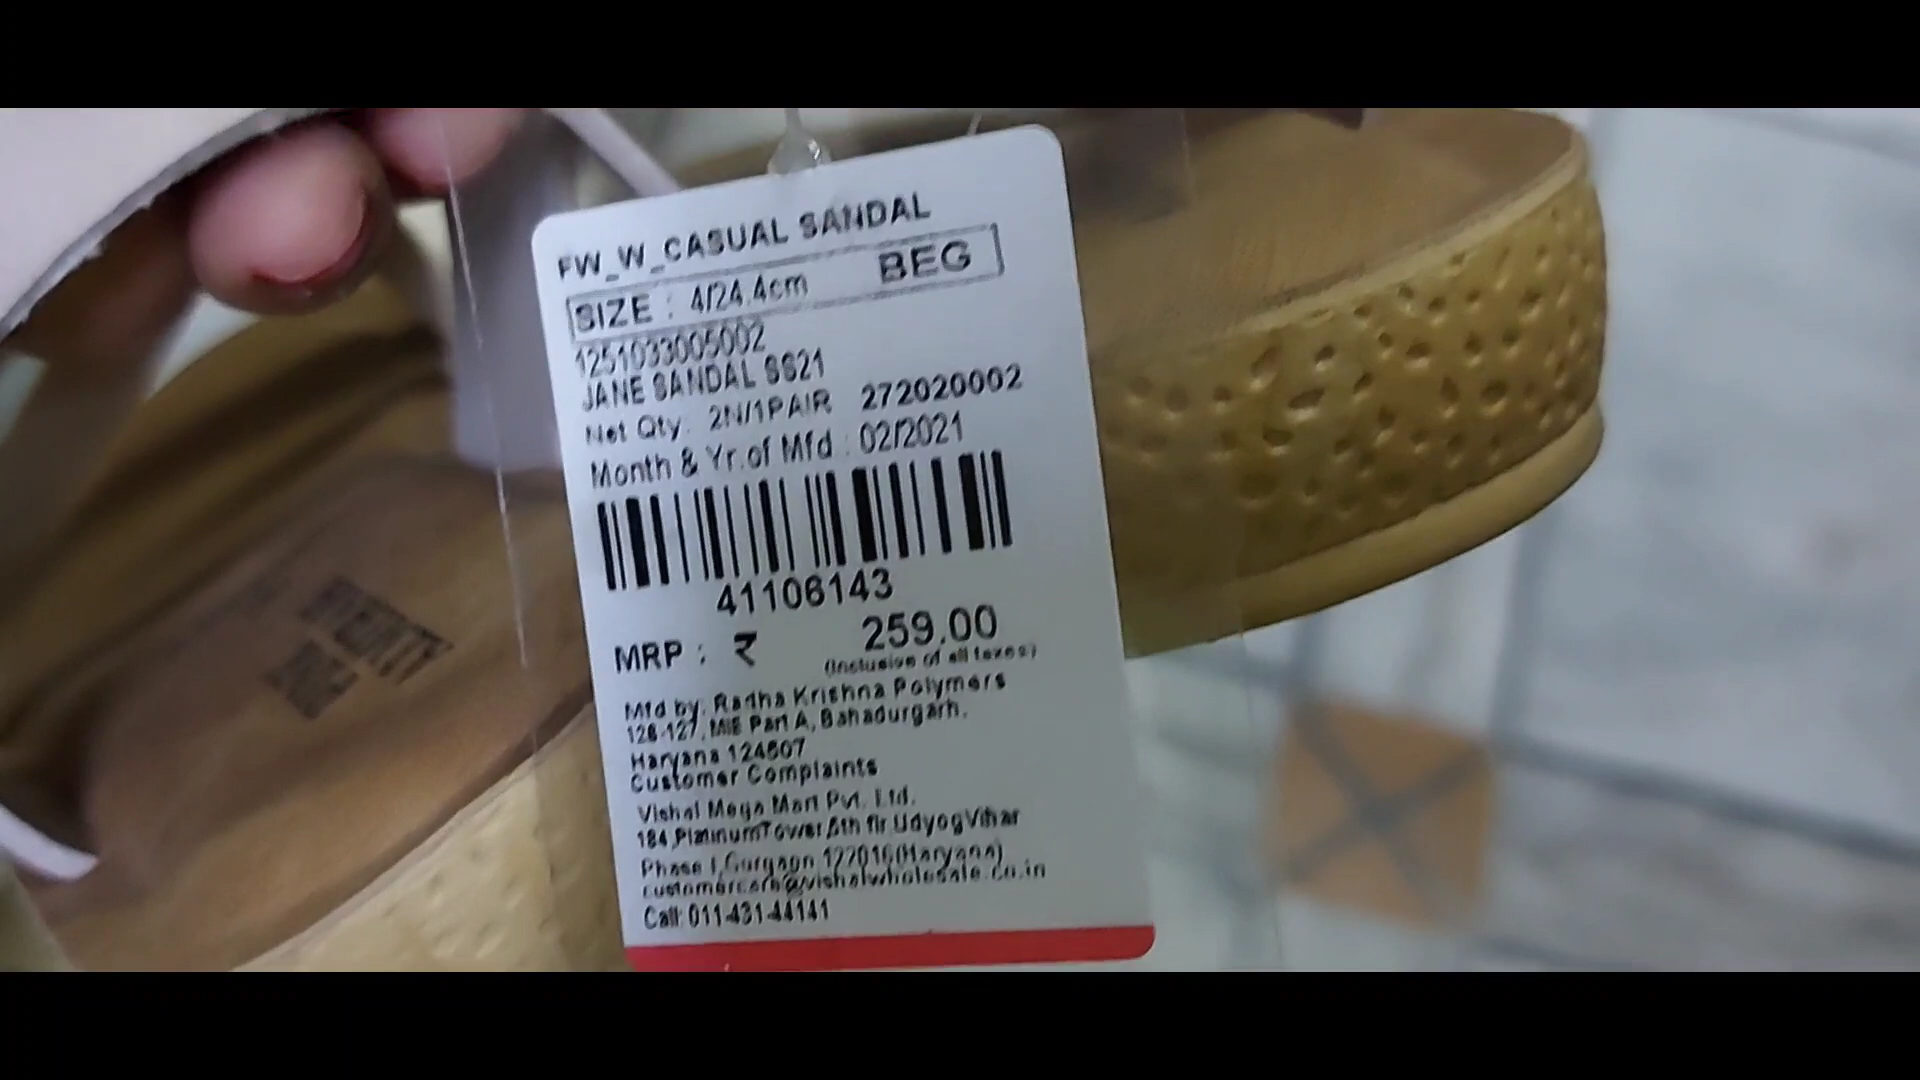 FW_W_CASUAL SANDAL
SIZE : 4/24.4cm BEG
1251033005002
JANE SANDAL SS21
Net Qty. 2N/1PAIR 272020002
Month & Yr.of Mfd : 02/2021
41106143
MRP : ₹ 259.00
(Inclusive of all taxes)
Mfd by: Radha Krishna Polymers
126-127, MIE Part A, Bahadurgarh,
Haryana 124507
Customer Complaints
Vishal Mega Mart Pvt. Ltd.
184,PlatinumTower,5th flr,UdyogVihar
Phase I,Gurgaon 122016(Haryana)
customercare@vishalwholesale.co.in
Call: 011-431-44141